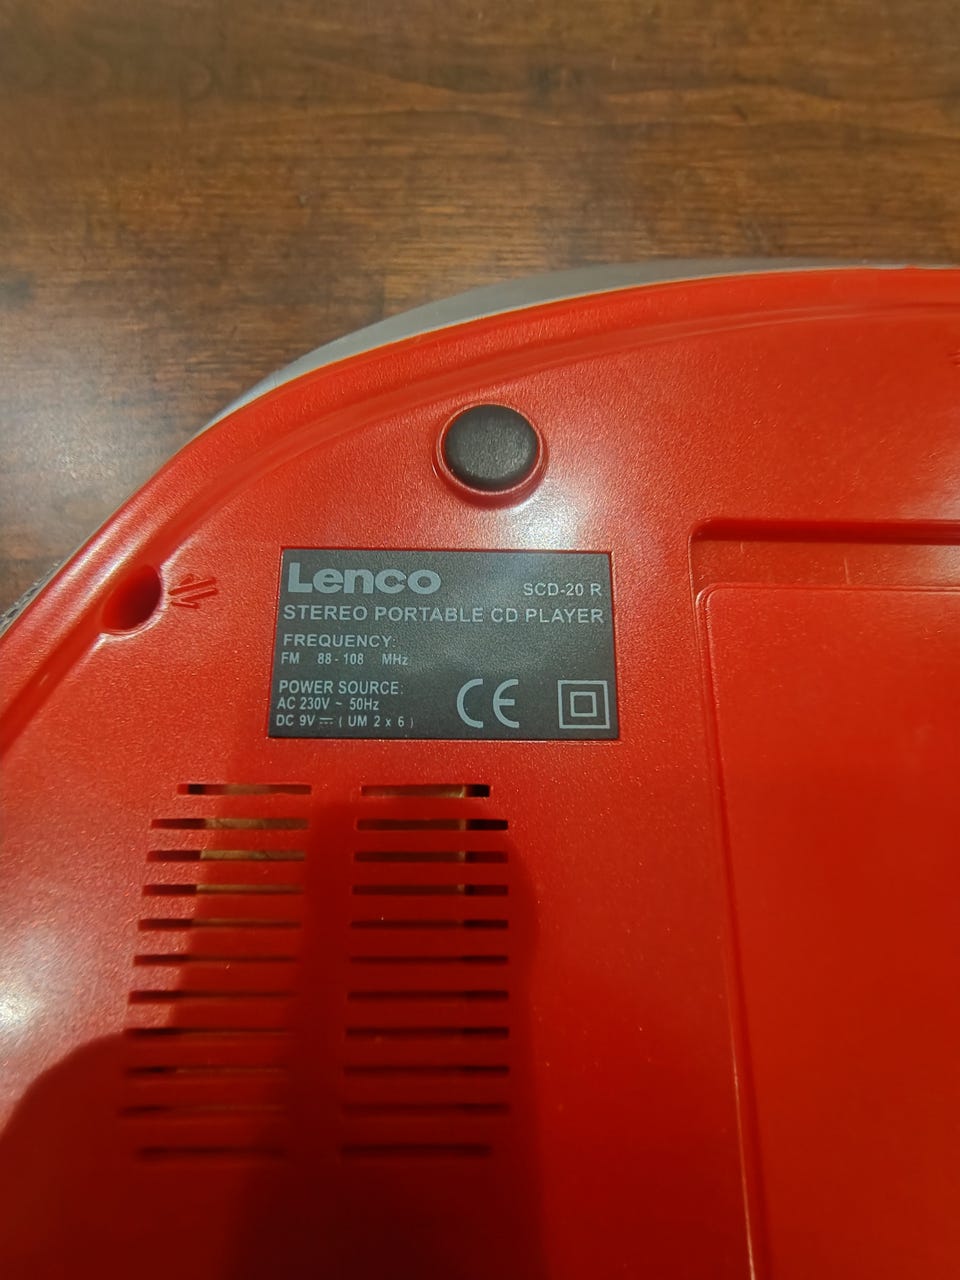 Lenco SCD-20 R
STEREO PORTABLE CD PLAYER
FREQUENCY:
FM 88 - 108 MHz
POWER SOURCE:
AC 230V ~ 50Hz
DC 9V ⎓ ( UM 2 x 6 )
CE